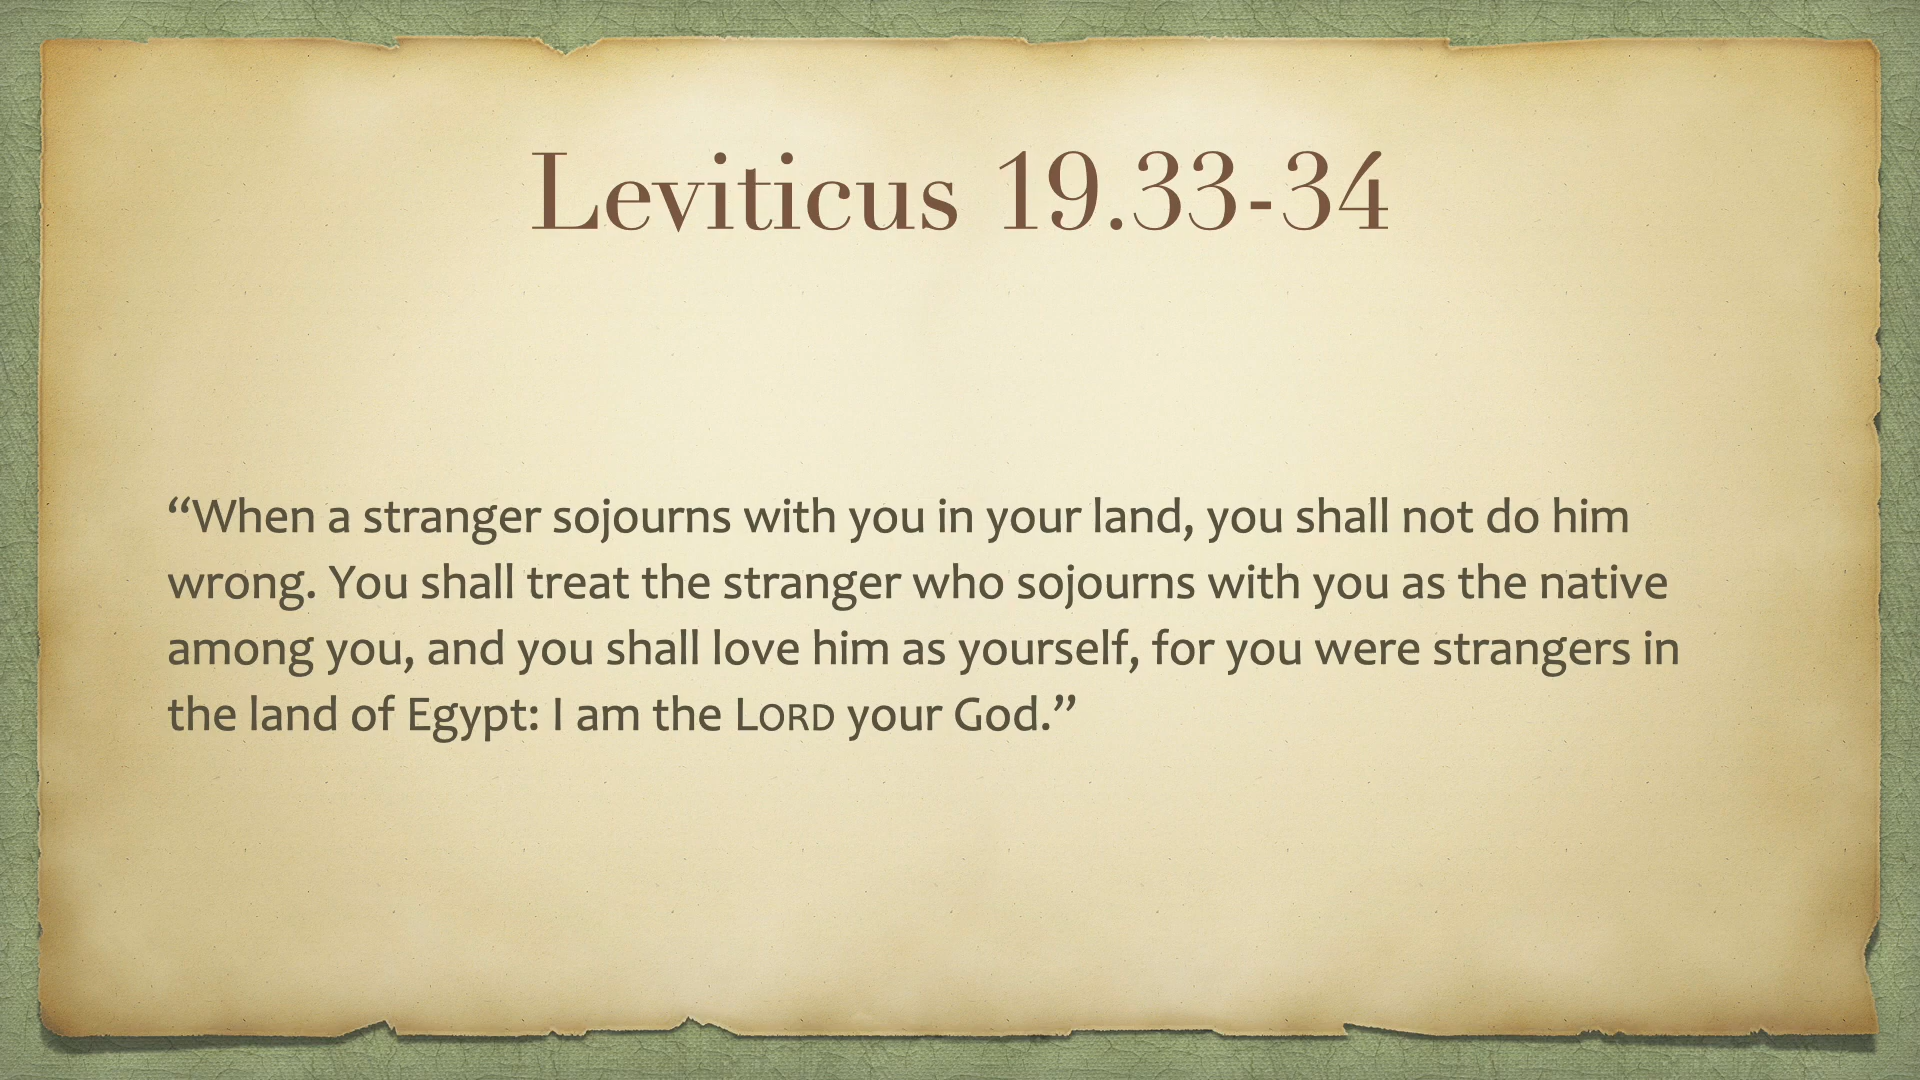 Leviticus 19.33-34
“When a stranger sojourns with you in your land, you shall not do him
wrong. You shall treat the stranger who sojourns with you as the native
among you, and you shall love him as yourself, for you were strangers in
the land of Egypt: I am the LORD your God.”